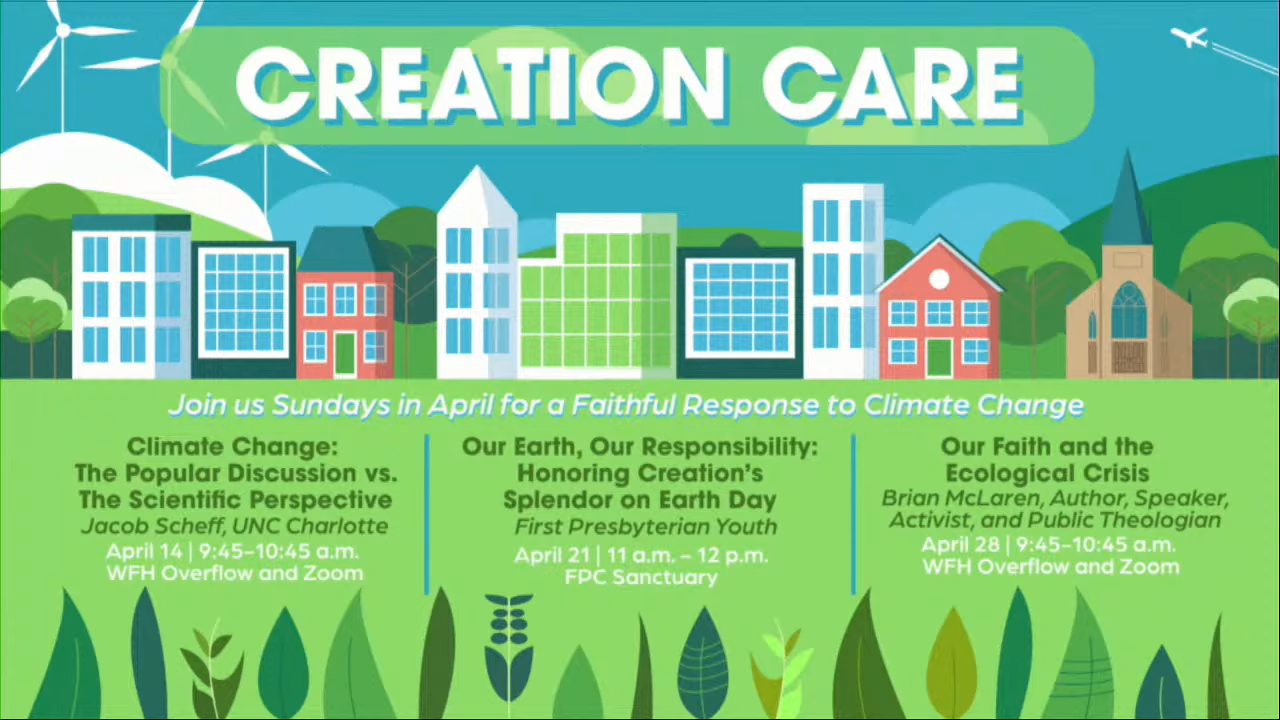 CREATION CARE
Join us Sundays in April for a Faithful Response to Climate Change
Climate Change:
The Popular Discussion vs.
The Scientific Perspective
Jacob Scheff, UNC Charlotte
April 14 | 9:45-10:45 a.m.
WFH Overflow and Zoom
Our Earth, Our Responsibility:
Honoring Creation's
Splendor on Earth Day
First Presbyterian Youth
April 21 | 11 a.m. - 12 p.m.
FPC Sanctuary
Our Faith and the
Ecological Crisis
Brian McLaren, Author, Speaker,
Activist, and Public Theologian
April 28 | 9:45-10:45 a.m.
WFH Overflow and Zoom